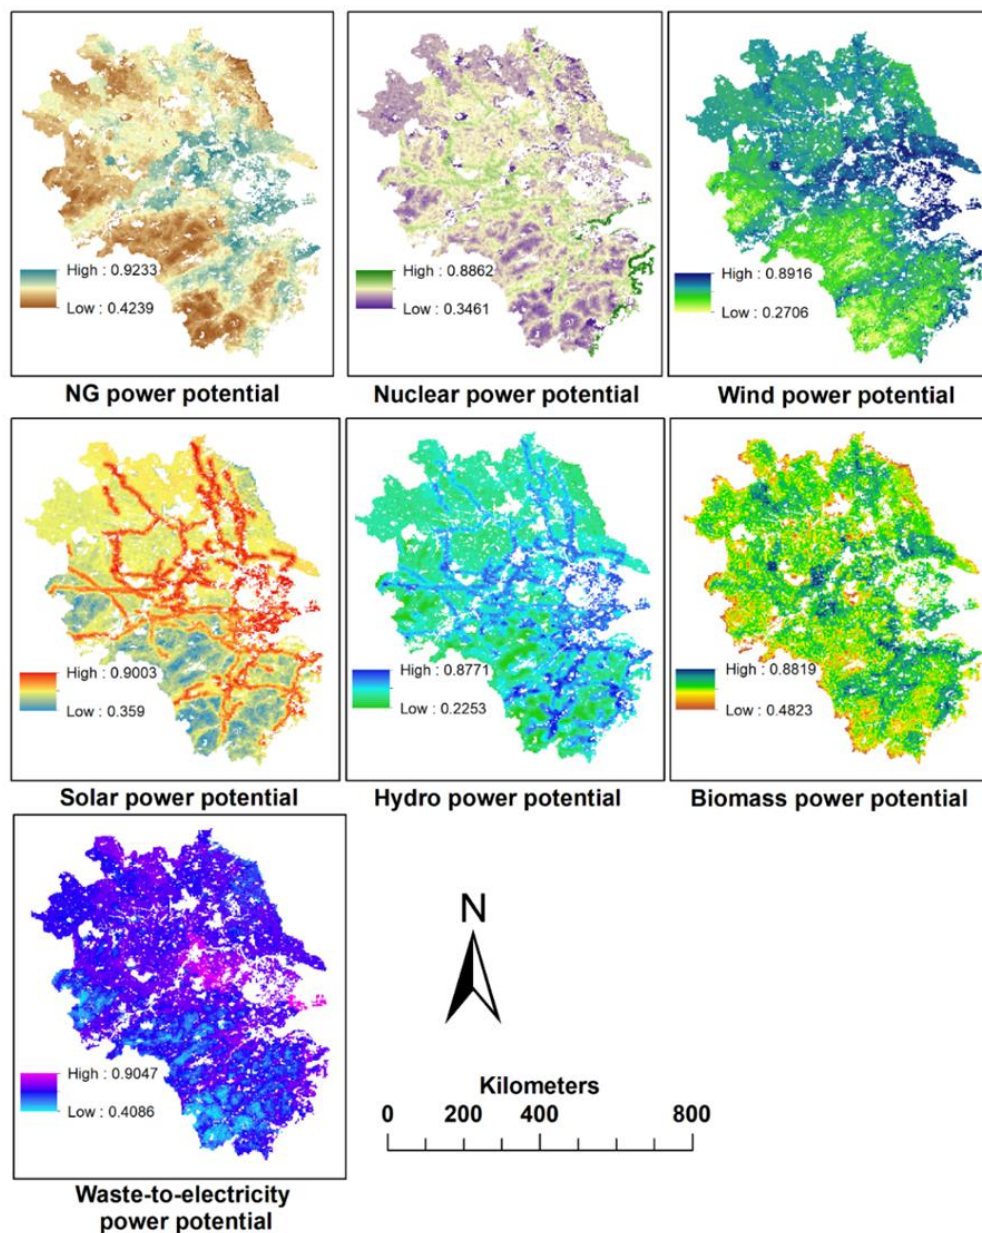 High : 0.9233
Low : 0.4239
NG power potential
High : 0.8862
Low : 0.3461
Nuclear power potential
High : 0.8916
Low : 0.2706
Wind power potential
High : 0.9003
Low : 0.359
Solar power potential
High : 0.8771
Low : 0.2253
Hydro power potential
High : 0.8819
Low : 0.4823
Biomass power potential
High : 0.9047
Low : 0.4086
Waste-to-electricity
power potential
N
Kilometers
0 200 400 800